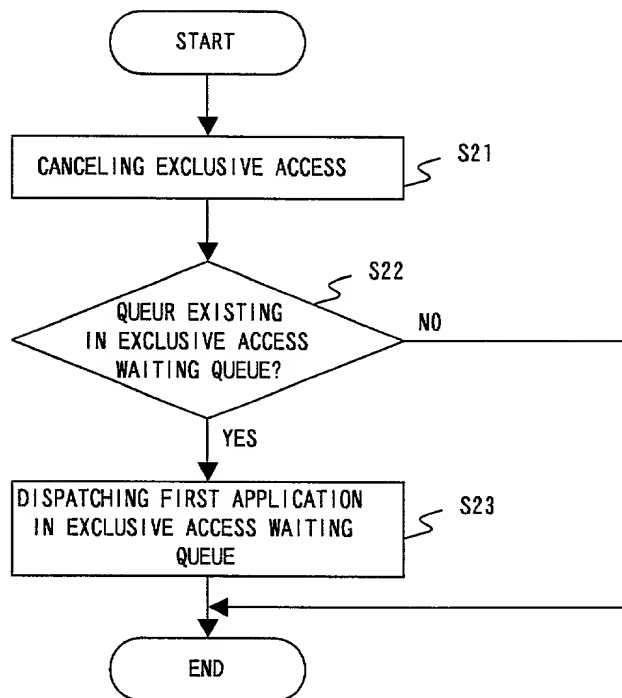 START
CANCELING EXCLUSIVE ACCESS
S21
S22
QUEUR EXISTING
IN EXCLUSIVE ACCESS
WAITING QUEUE?
NO
YES
DISPATCHING FIRST APPLICATION
IN EXCLUSIVE ACCESS WAITING
QUEUE
S23
END